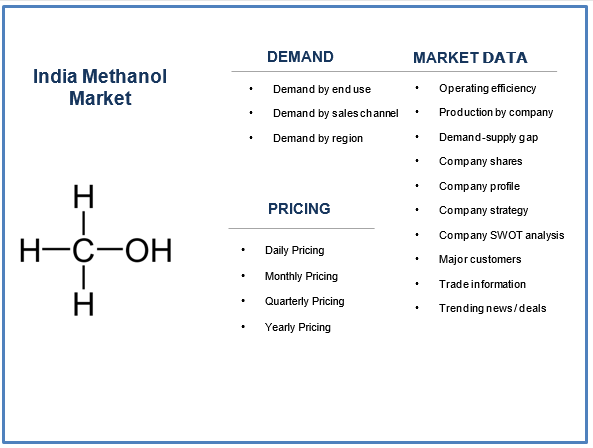 India Methanol
Market
H
H—C—OH
H
DEMAND
• Demand by end use
• Demand by sales channel
• Demand by region
PRICING
• Daily Pricing
• Monthly Pricing
• Quarterly Pricing
• Yearly Pricing
MARKET DATA
• Operating efficiency
• Production by company
• Demand-supply gap
• Company shares
• Company profile
• Company strategy
• Company SWOT analysis
• Major customers
• Trade information
• Trending news / deals